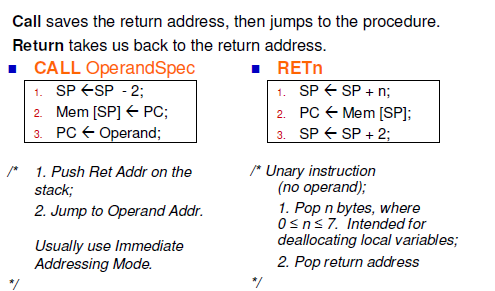 Call saves the return address, then jumps to the procedure.
Return takes us back to the return address.
CALL OperandSpec
1. SP ←SP - 2;
2. Mem [SP] ← PC;
3. PC ← Operand;
/* 1. Push Ret Addr on the
stack;
2. Jump to Operand Addr.
Usually use Immediate
Addressing Mode.
*/
RETn
1. SP ← SP + n;
2. PC ← Mem [SP];
3. SP ← SP + 2;
/* Unary instruction
(no operand);
1. Pop n bytes, where
0 ≤ n ≤ 7. Intended for
deallocating local variables;
2. Pop return address
*/